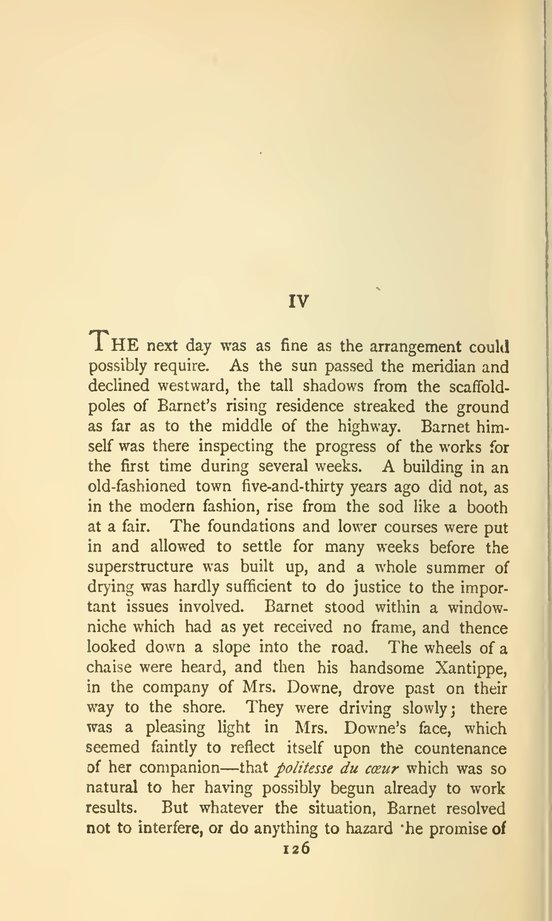 IV
THE next day was as fine as the arrangement could
possibly require. As the sun passed the meridian and
declined westward, the tall shadows from the scaffold-
poles of Barnet's rising residence streaked the ground
as far as to the middle of the highway. Barnet him-
self was there inspecting the progress of the works for
the first time during several weeks. A building in an
old-fashioned town five-and-thirty years ago did not, as
in the modern fashion, rise from the sod like a booth
at a fair. The foundations and lower courses were put
in and allowed to settle for many weeks before the
superstructure was built up, and a whole summer of
drying was hardly sufficient to do justice to the impor-
tant issues involved. Barnet stood within a window-
niche which had as yet received no frame, and thence
looked down a slope into the road. The wheels of a
chaise were heard, and then his handsome Xantippe,
in the company of Mrs. Downe, drove past on their
way to the shore. They were driving slowly; there
was a pleasing light in Mrs. Downe's face, which
seemed faintly to reflect itself upon the countenance
of her companion—that politesse du cœur which was so
natural to her having possibly begun already to work
results. But whatever the situation, Barnet resolved
not to interfere, or do anything to hazard 'he promise of
126